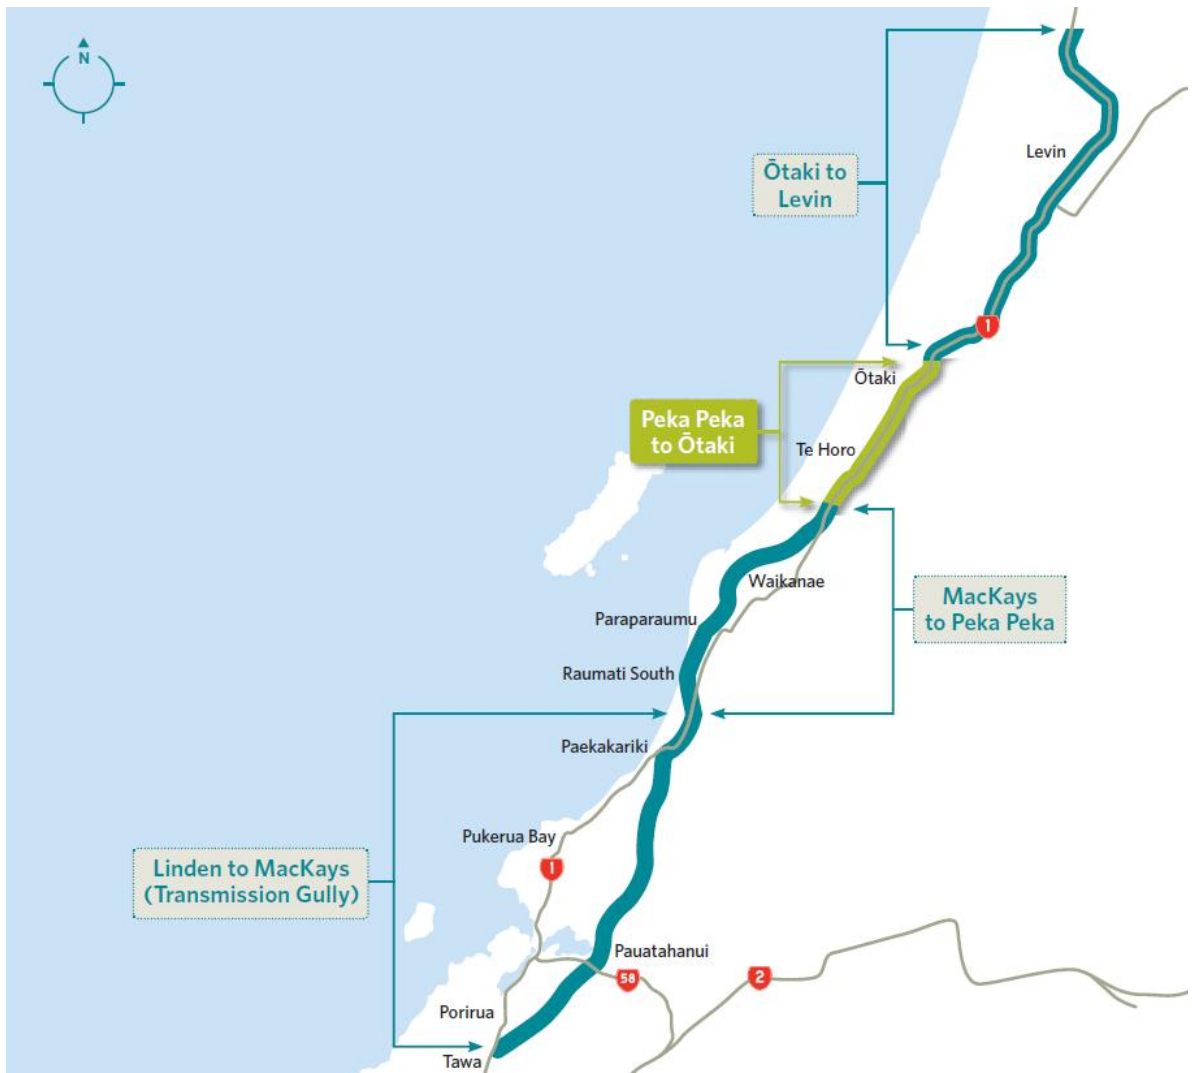 N
Levin
Ōtaki to
Levin
1
Ōtaki
Peka Peka
to Ōtaki
Te Horo
Waikanae
MacKays
to Peka Peka
Paraparaumu
Raumati South
Paekakariki
Pukerua Bay
1
Linden to MacKays
(Transmission Gully)
Pauatahanui
58
2
Porirua
Tawa